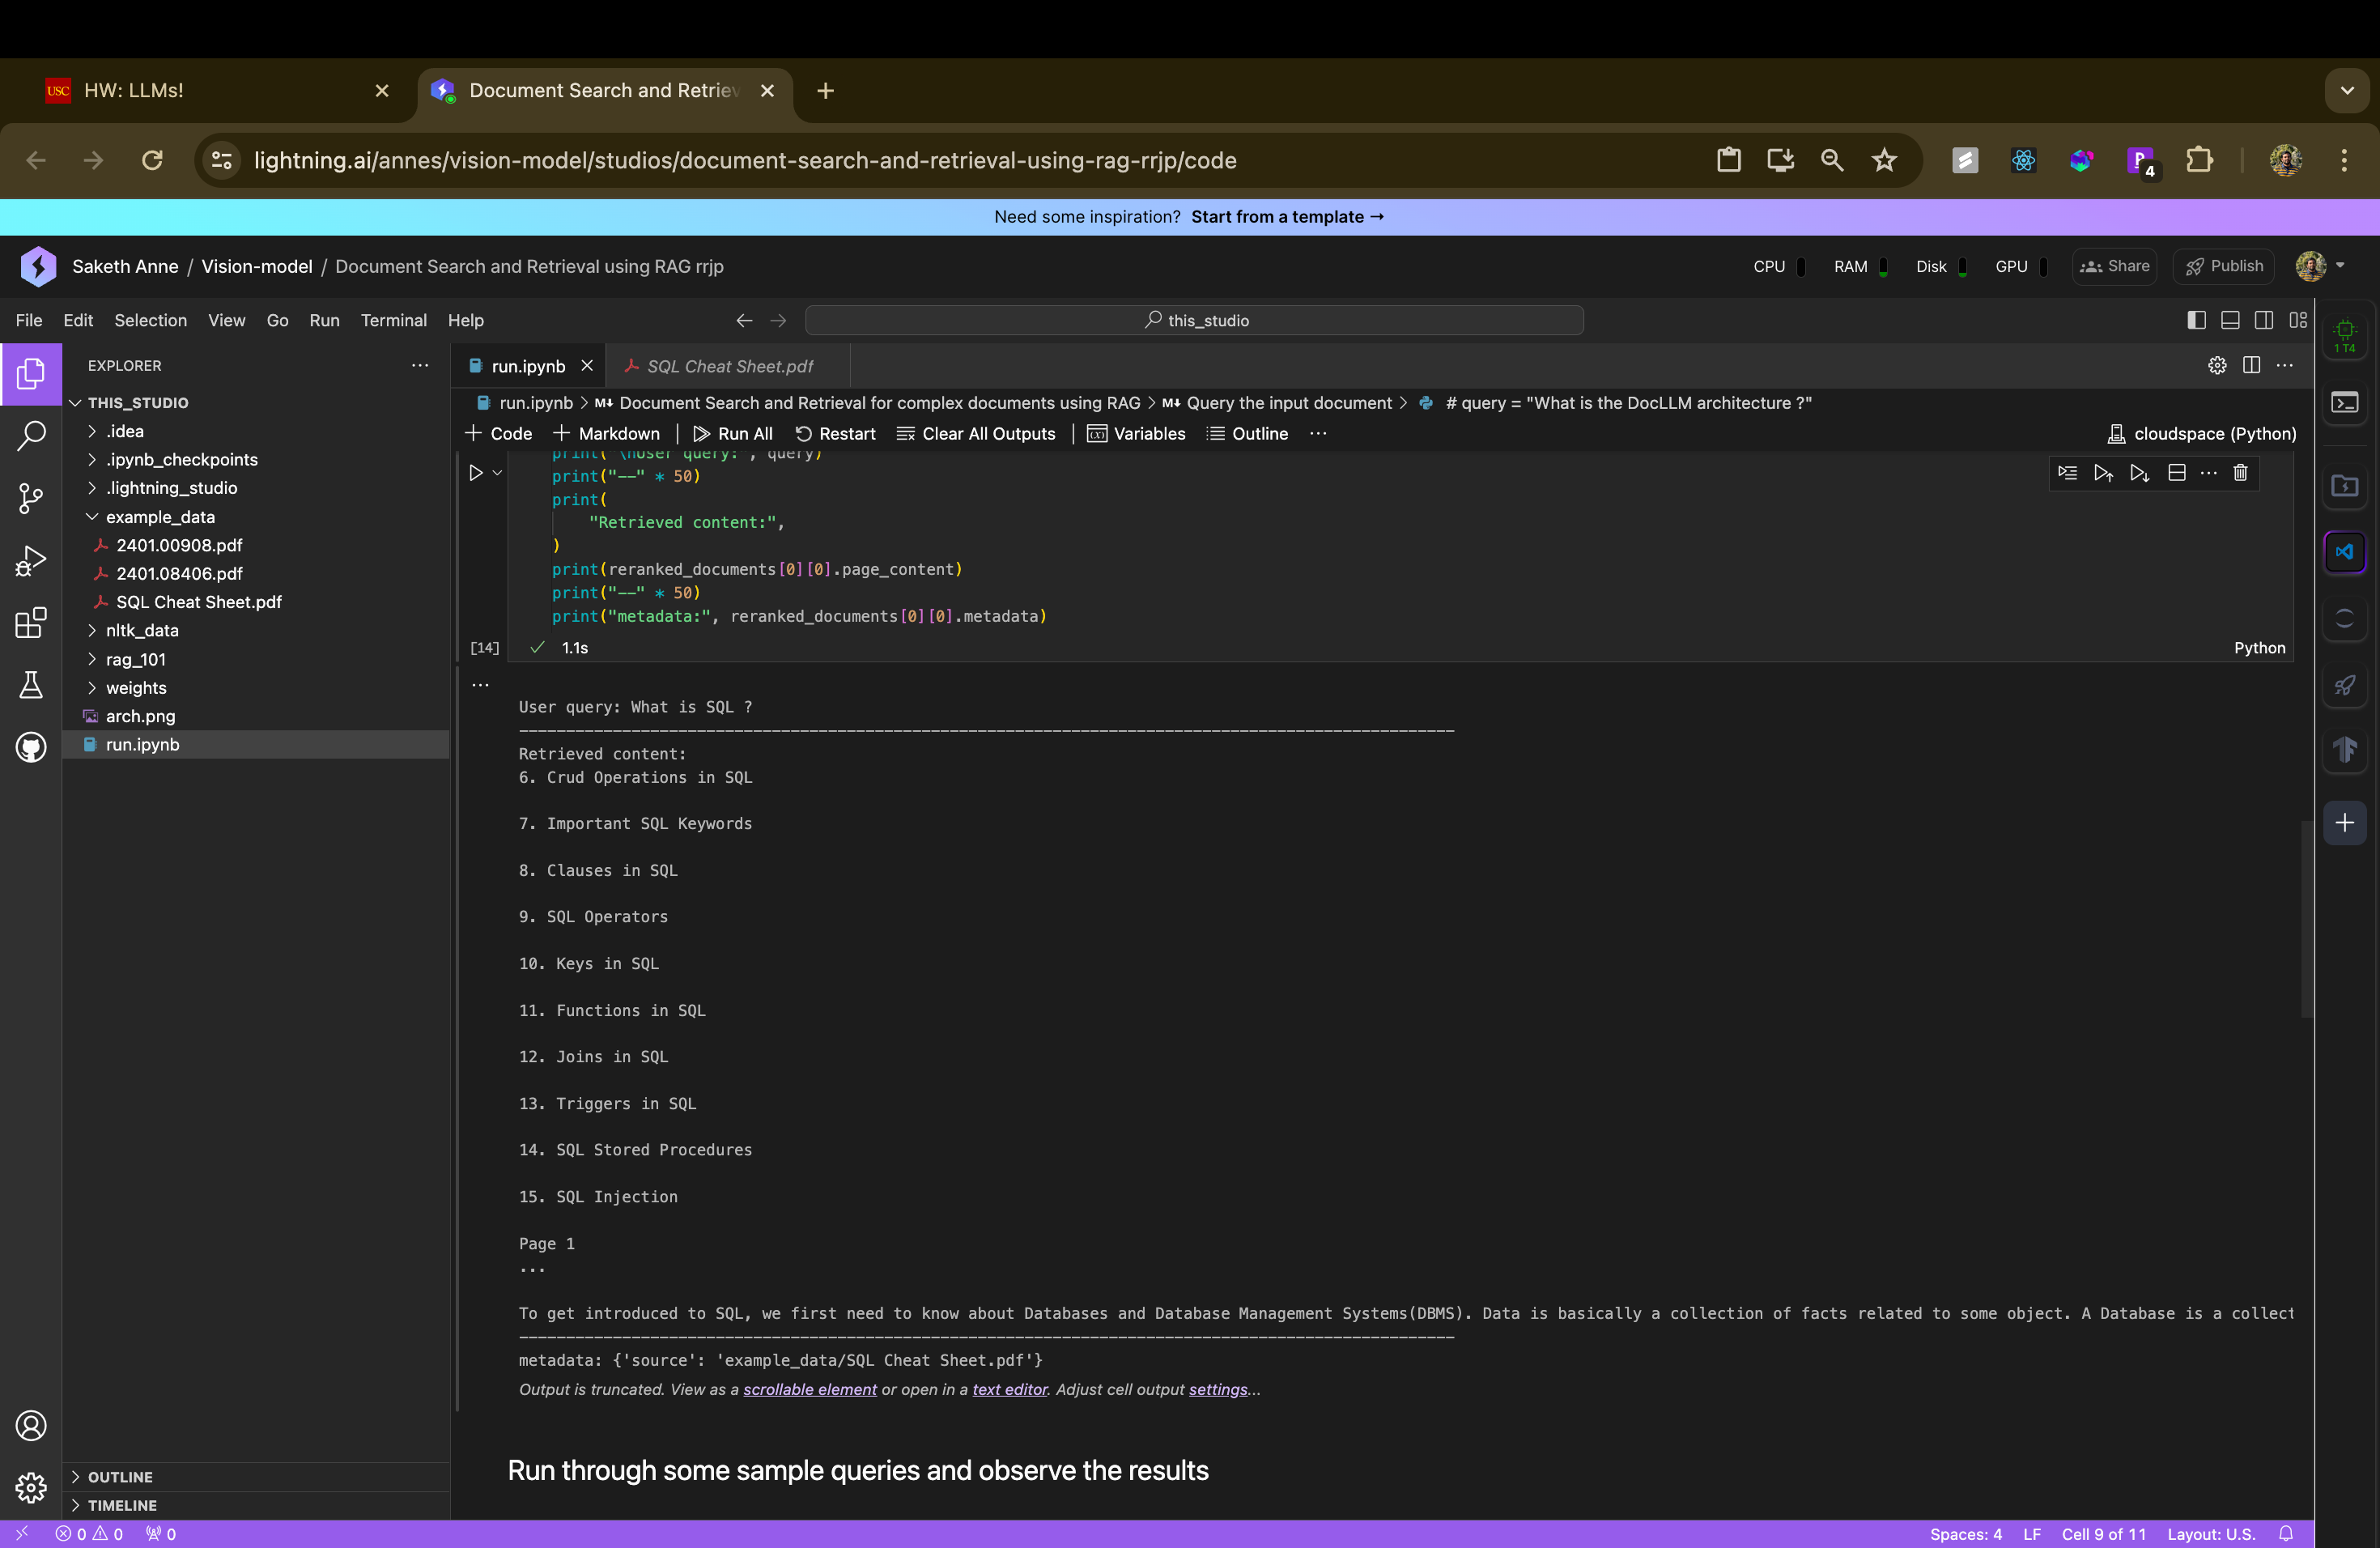 USC HW: LLMs!
Document Search and Retriev
lightning.ai/annes/vision-model/studios/document-search-and-retrieval-using-rag-rrjp/code
4
Need some inspiration? Start from a template →
Saketh Anne / Vision-model / Document Search and Retrieval using RAG rrjp
CPU RAM Disk GPU Share Publish
File Edit Selection View Go Run Terminal Help
this_studio
1 T4
EXPLORER
THIS_STUDIO
.idea
.ipynb_checkpoints
.lightning_studio
example_data
2401.00908.pdf
2401.08406.pdf
SQL Cheat Sheet.pdf
nltk_data
rag_101
weights
arch.png
run.ipynb
OUTLINE
TIMELINE
run.ipynb SQL Cheat Sheet.pdf
run.ipynb > M↓ Document Search and Retrieval for complex documents using RAG > M↓ Query the input document > # query = "What is the DocLLM architecture ?"
+ Code + Markdown | Run All Restart Clear All Outputs | Variables Outline ...
cloudspace (Python)
print("\nUser query:", query)
print("--" * 50)
print(
"Retrieved content:",
)
print(reranked_documents[0][0].page_content)
print("--" * 50)
print("metadata:", reranked_documents[0][0].metadata)
[14] 1.1s Python
...
User query: What is SQL ?
----------------------------------------------------------------------------------------------------
Retrieved content:
6. Crud Operations in SQL
7. Important SQL Keywords
8. Clauses in SQL
9. SQL Operators
10. Keys in SQL
11. Functions in SQL
12. Joins in SQL
13. Triggers in SQL
14. SQL Stored Procedures
15. SQL Injection
Page 1
...
To get introduced to SQL, we first need to know about Databases and Database Management Systems(DBMS). Data is basically a collection of facts related to some object. A Database is a collect
----------------------------------------------------------------------------------------------------
metadata: {'source': 'example_data/SQL Cheat Sheet.pdf'}
Output is truncated. View as a scrollable element or open in a text editor. Adjust cell output settings...
Run through some sample queries and observe the results
0 0 0
Spaces: 4 LF Cell 9 of 11 Layout: U.S.